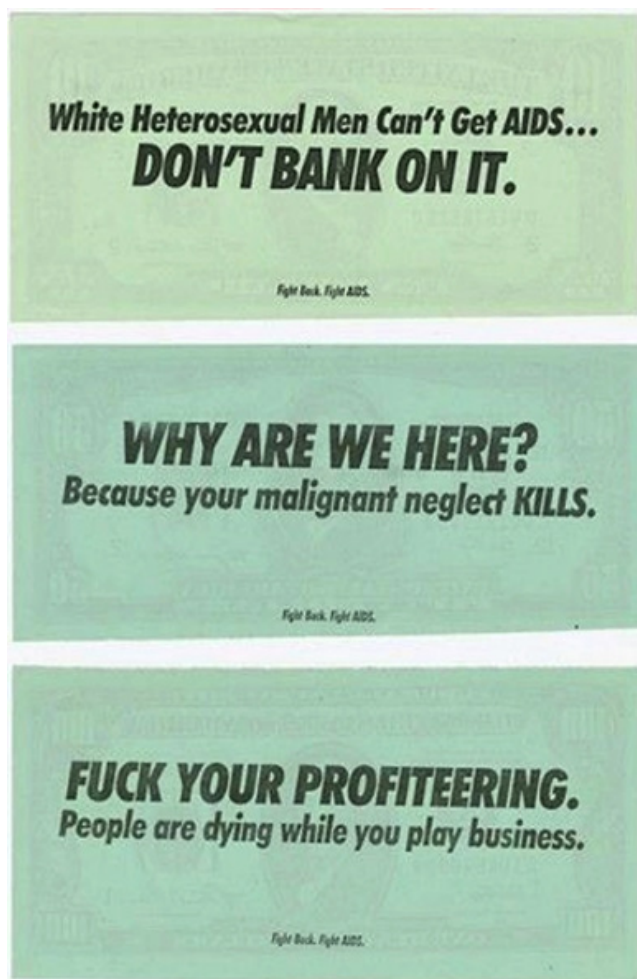 White Heterosexual Men Can't Get AIDS...
DON'T BANK ON IT.
Fight Back. Fight AIDS.
WHY ARE WE HERE?
Because your malignant neglect KILLS.
Fight Back. Fight AIDS.
FUCK YOUR PROFITEERING.
People are dying while you play business.
Fight Back. Fight AIDS.